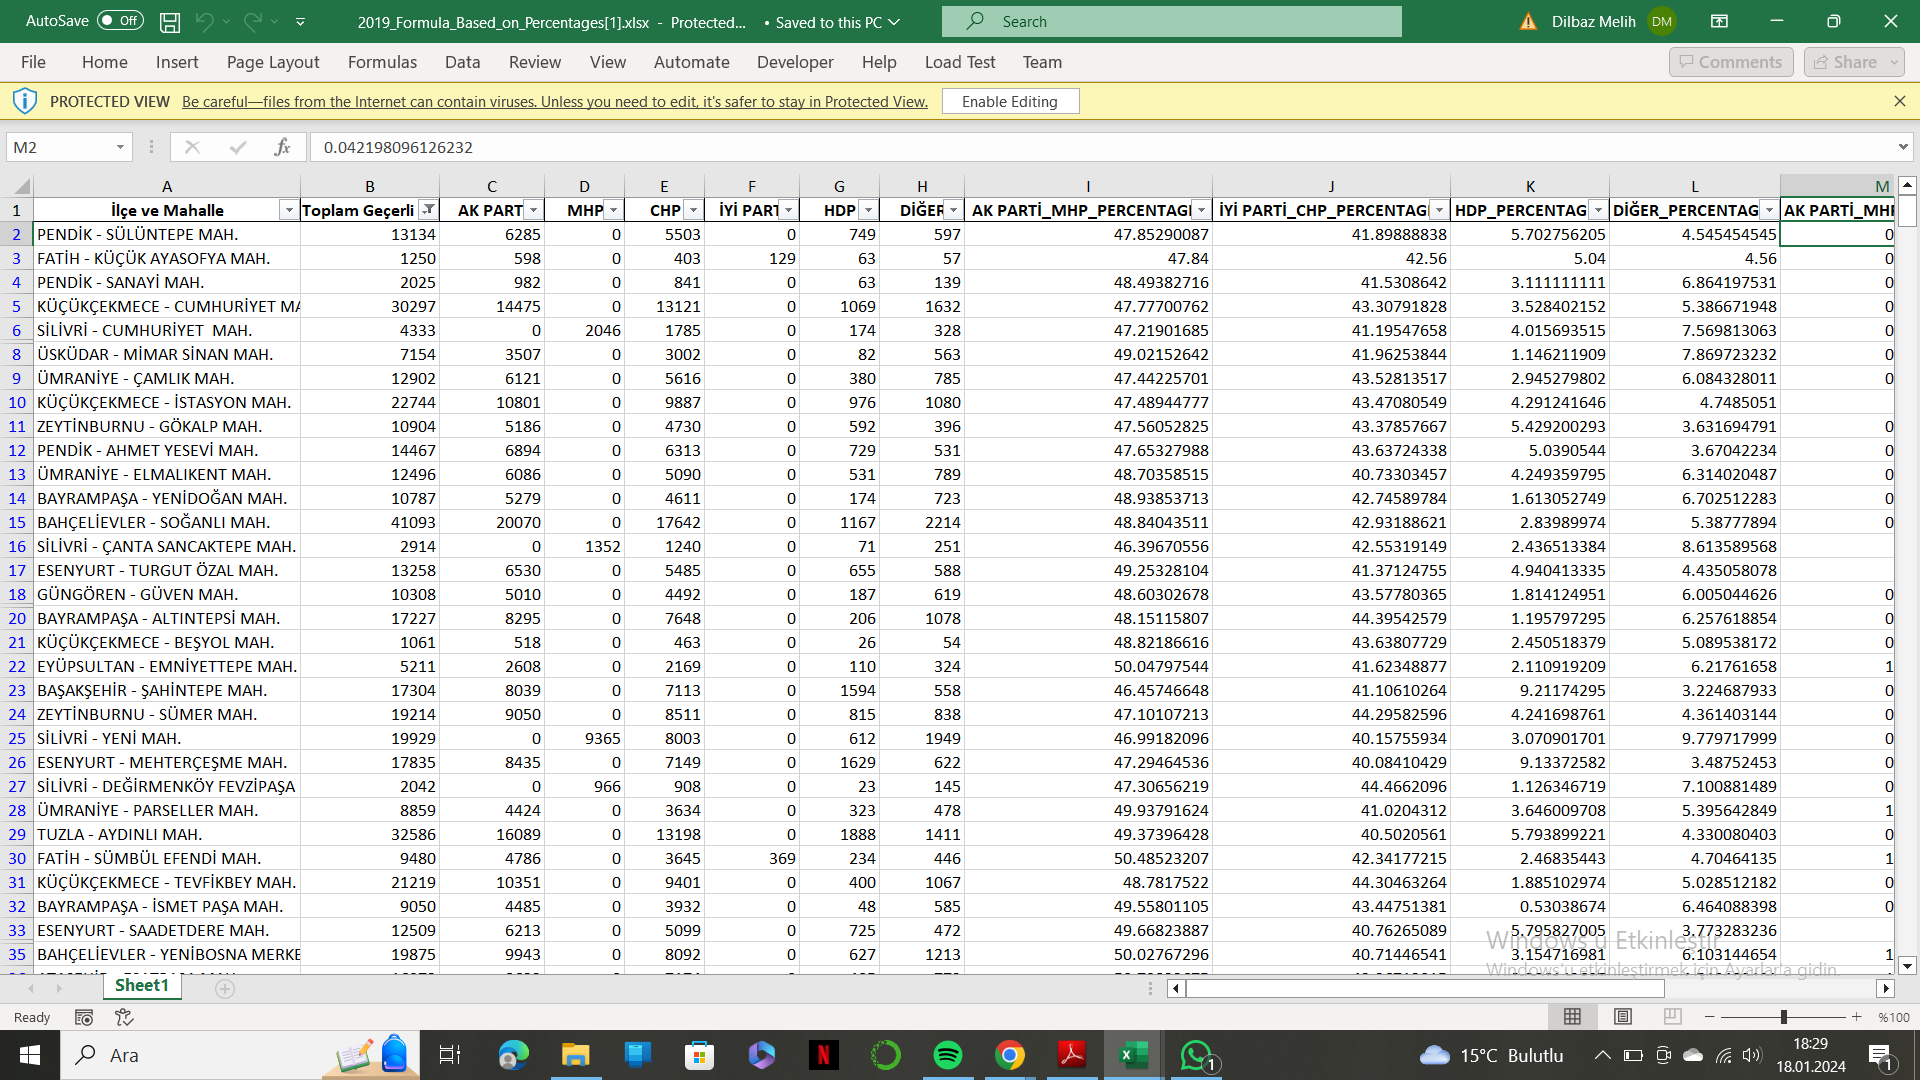 AutoSave Off 2019_Formula_Based_on_Percentages[1].xlsx - Protected... • Saved to this PC Search Dilbaz Melih DM
File Home Insert Page Layout Formulas Data Review View Automate Developer Help Load Test Team Comments Share
PROTECTED VIEW Be careful—files from the Internet can contain viruses. Unless you need to edit, it's safer to stay in Protected View. Enable Editing
M2 fx 0.042198096126232
A B C D E F G H I J K L M
1 İlçe ve Mahalle Toplam Geçerli AK PART MHP CHP İYİ PART HDP DİĞER AK PARTİ_MHP_PERCENTAG İYİ PARTİ_CHP_PERCENTAG HDP_PERCENTAG DİĞER_PERCENTAG AK PARTİ_MH
2 PENDİK - SÜLÜNTEPE MAH. 13134 6285 0 5503 0 749 597 47.85290087 41.89888838 5.702756205 4.545454545 0
3 FATİH - KÜÇÜK AYASOFYA MAH. 1250 598 0 403 129 63 57 47.84 42.56 5.04 4.56 0
4 PENDİK - SANAYİ MAH. 2025 982 0 841 0 63 139 48.49382716 41.5308642 3.111111111 6.864197531 0
5 KÜÇÜKÇEKMECE - CUMHURİYET MA 30297 14475 0 13121 0 1069 1632 47.77700762 43.30791828 3.528402152 5.386671948 0
6 SİLİVRİ - CUMHURİYET MAH. 4333 0 2046 1785 0 174 328 47.21901685 41.19547658 4.015693515 7.569813063 0
8 ÜSKÜDAR - MİMAR SİNAN MAH. 7154 3507 0 3002 0 82 563 49.02152642 41.96253844 1.146211909 7.869723232 0
9 ÜMRANİYE - ÇAMLIK MAH. 12902 6121 0 5616 0 380 785 47.44225701 43.52813517 2.945279802 6.084328011 0
10 KÜÇÜKÇEKMECE - İSTASYON MAH. 22744 10801 0 9887 0 976 1080 47.48944777 43.47080549 4.291241646 4.7485051
11 ZEYTİNBURNU - GÖKALP MAH. 10904 5186 0 4730 0 592 396 47.56052825 43.37857667 5.429200293 3.631694791 0
12 PENDİK - AHMET YESEVİ MAH. 14467 6894 0 6313 0 729 531 47.65327988 43.63724338 5.0390544 3.67042234 0
13 ÜMRANİYE - ELMALIKENT MAH. 12496 6086 0 5090 0 531 789 48.70358515 40.73303457 4.249359795 6.314020487 0
14 BAYRAMPAŞA - YENİDOĞAN MAH. 10787 5279 0 4611 0 174 723 48.93853713 42.74589784 1.613052749 6.702512283 0
15 BAHÇELİEVLER - SOĞANLI MAH. 41093 20070 0 17642 0 1167 2214 48.84043511 42.93188621 2.83989974 5.38777894 0
16 SİLİVRİ - ÇANTA SANCAKTEPE MAH. 2914 0 1352 1240 0 71 251 46.39670556 42.55319149 2.436513384 8.613589568
17 ESENYURT - TURGUT ÖZAL MAH. 13258 6530 0 5485 0 655 588 49.25328104 41.37124755 4.940413335 4.435058078
18 GÜNGÖREN - GÜVEN MAH. 10308 5010 0 4492 0 187 619 48.60302678 43.57780365 1.814124951 6.005044626 0
20 BAYRAMPAŞA - ALTINTEPSİ MAH. 17227 8295 0 7648 0 206 1078 48.15115807 44.39542579 1.195797295 6.257618854 0
21 KÜÇÜKÇEKMECE - BEŞYOL MAH. 1061 518 0 463 0 26 54 48.82186616 43.63807729 2.450518379 5.089538172 0
22 EYÜPSULTAN - EMNİYETTEPE MAH. 5211 2608 0 2169 0 110 324 50.04797544 41.62348877 2.110919209 6.21761658 1
23 BAŞAKŞEHİR - ŞAHİNTEPE MAH. 17304 8039 0 7113 0 1594 558 46.45746648 41.10610264 9.21174295 3.224687933 0
24 ZEYTİNBURNU - SÜMER MAH. 19214 9050 0 8511 0 815 838 47.10107213 44.29582596 4.241698761 4.361403144 0
25 SİLİVRİ - YENİ MAH. 19929 0 9365 8003 0 612 1949 46.99182096 40.15755934 3.070901701 9.779717999 0
26 ESENYURT - MEHTERÇEŞME MAH. 17835 8435 0 7149 0 1629 622 47.29464536 40.08410429 9.13372582 3.48752453 0
27 SİLİVRİ - DEĞİRMENKÖY FEVZİPAŞA 2042 0 966 908 0 23 145 47.30656219 44.4662096 1.126346719 7.100881489 0
28 ÜMRANİYE - PARSELLER MAH. 8859 4424 0 3634 0 323 478 49.93791624 41.0204312 3.646009708 5.395642849 1
29 TUZLA - AYDINLI MAH. 32586 16089 0 13198 0 1888 1411 49.37396428 40.5020561 5.793899221 4.330080403 0
30 FATİH - SÜMBÜL EFENDİ MAH. 9480 4786 0 3645 369 234 446 50.48523207 42.34177215 2.46835443 4.70464135 1
31 KÜÇÜKÇEKMECE - TEVFİKBEY MAH. 21219 10351 0 9401 0 400 1067 48.7817522 44.30463264 1.885102974 5.028512182 0
32 BAYRAMPAŞA - İSMET PAŞA MAH. 9050 4485 0 3932 0 48 585 49.55801105 43.44751381 0.53038674 6.464088398 0
33 ESENYURT - SAADETDERE MAH. 12509 6213 0 5099 0 725 472 49.66823887 40.76265089 5.795827005 3.773283236
35 BAHÇELİEVLER - YENİBOSNA MERKE 19875 9943 0 8092 0 627 1213 50.02767296 40.71446541 3.154716981 6.103144654 1
Windows'u Etkinleştir
Windows'u etkinleştirmek için Ayarlar'a gidin.
Sheet1
Ready %100
Ara 15°C Bulutlu 18:29
18.01.2024
1 1